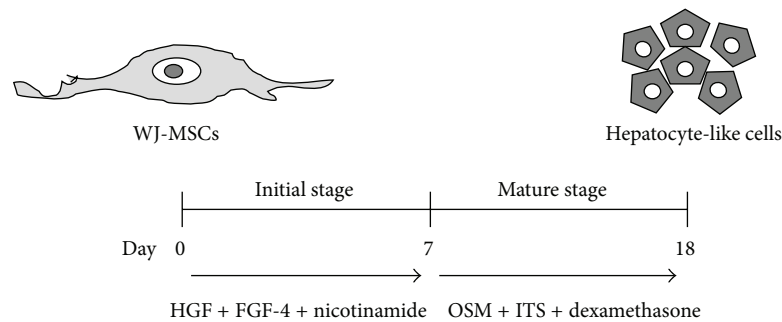 WJ-MSCs
Hepatocyte-like cells
Initial stage
Mature stage
Day 0 7 18
HGF + FGF-4 + nicotinamide
OSM + ITS + dexamethasone